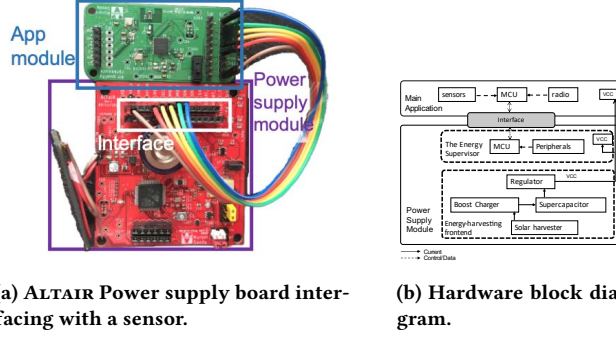 App
module
Power
supply
module
Interface
(a) ALTAIR Power supply board inter-
facing with a sensor.
Main
Application
sensors
MCU
radio
VCC
Interface
The Energy
Supervisor
MCU
Peripherals
VCC
Regulator
VCC
Boost Charger
Supercapacitor
Power
Supply
Module
Energy-harvesting
frontend
Solar harvester
Current
Control/Data
(b) Hardware block dia
gram.